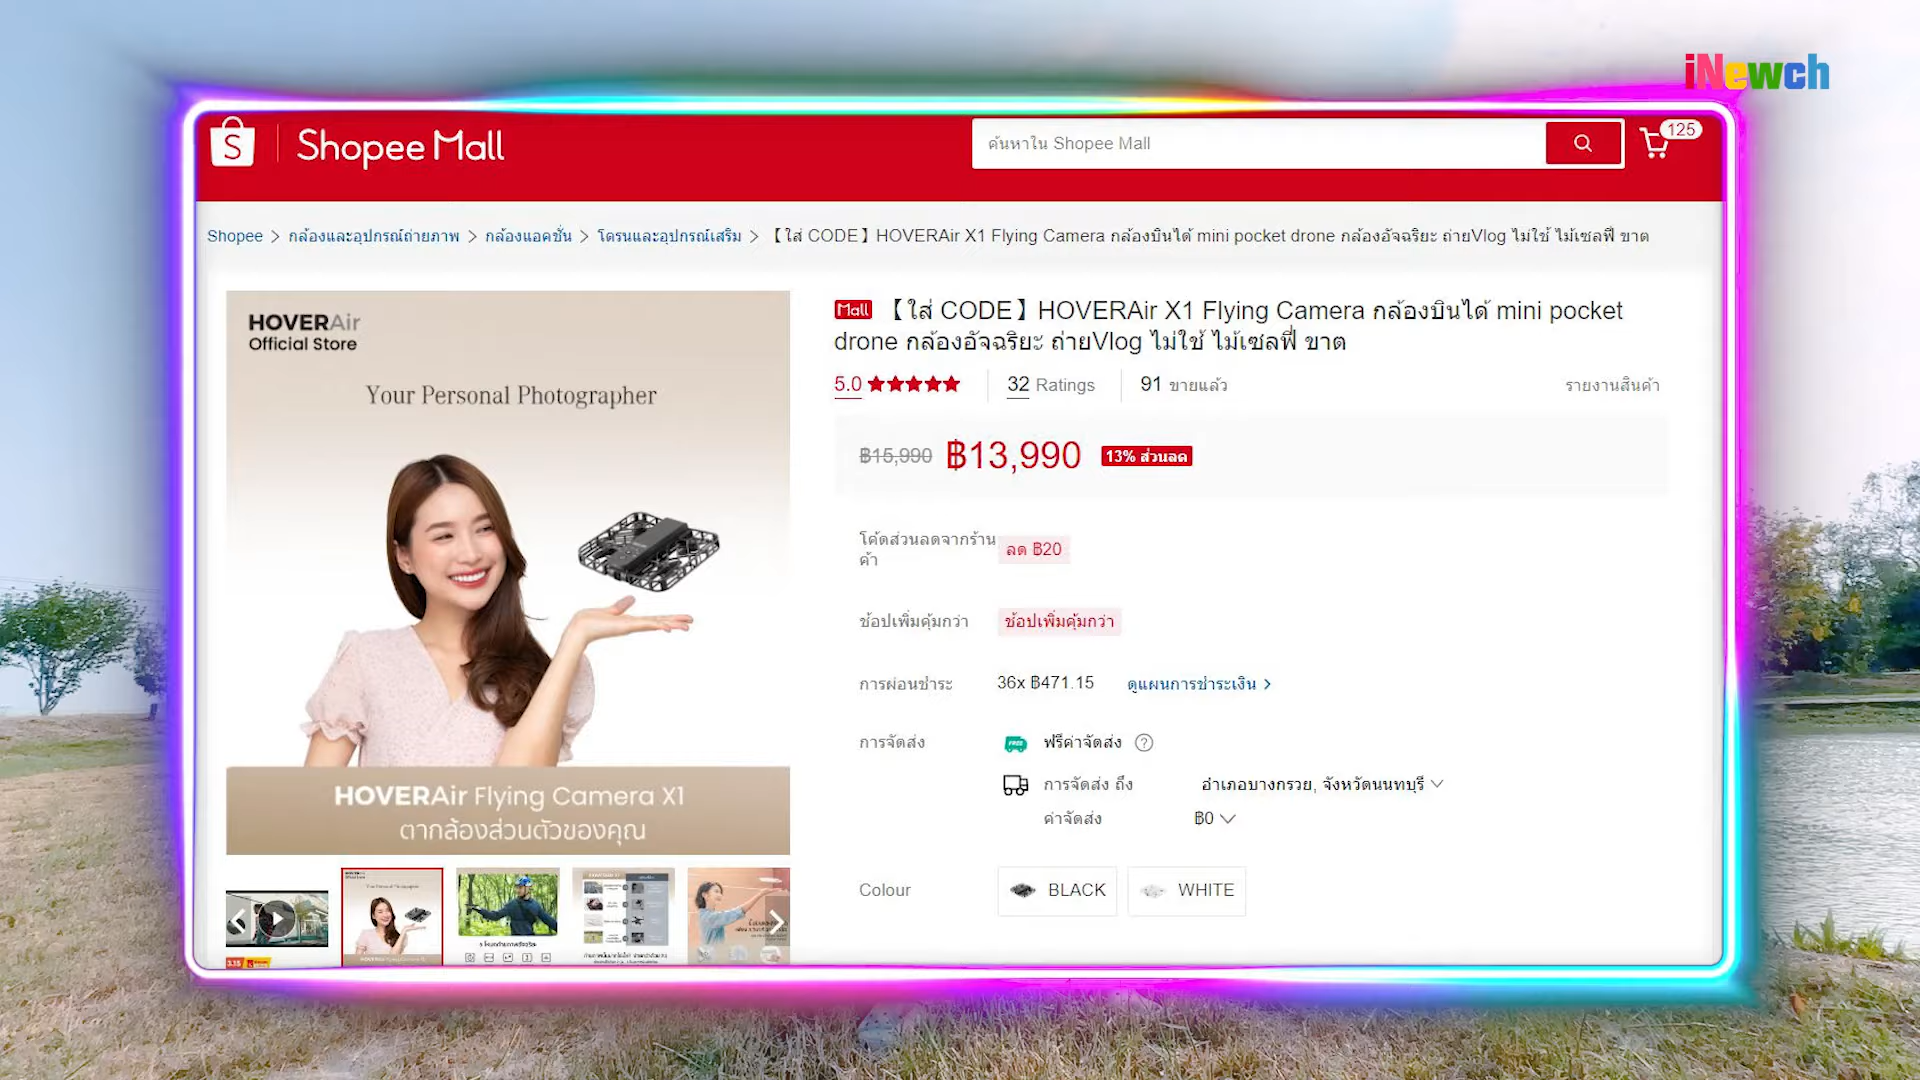 iNewch
Shopee Mall
ค้นหาใน Shopee Mall
125
Shopee > กล้องและอุปกรณ์ถ่ายภาพ > กล้องแอคชั่น > โดรนและอุปกรณ์เสริม > 【ใส่ CODE】HOVERAir X1 Flying Camera กล้องบินได้ mini pocket drone กล้องอัจฉริยะ ถ่ายVlog ไม่ใช้ ไม้เซลฟี่ ขาต
HOVERAir
Official Store
Your Personal Photographer
HOVERAir Flying Camera X1
ตากล้องส่วนตัวของคุณ
Mall 【ใส่ CODE】HOVERAir X1 Flying Camera กล้องบินได้ mini pocket
drone กล้องอัจฉริยะ ถ่ายVlog ไม่ใช้ ไม้เซลฟี่ ขาต
5.0 32 Ratings 91 ขายแล้ว รายงานสินค้า
฿15,990 ฿13,990 13% ส่วนลด
โค้ดส่วนลดจากร้าน
ค้า
ลด ฿20
ช้อปเพิ่มคุ้มกว่า ช้อปเพิ่มคุ้มกว่า
การผ่อนชำระ 36x ฿471.15 ดูแผนการชำระเงิน >
การจัดส่ง FREE ฟรีค่าจัดส่ง ?
การจัดส่ง ถึง อำเภอบางกรวย, จังหวัดนนทบุรี
ค่าจัดส่ง ฿0
Colour BLACK WHITE